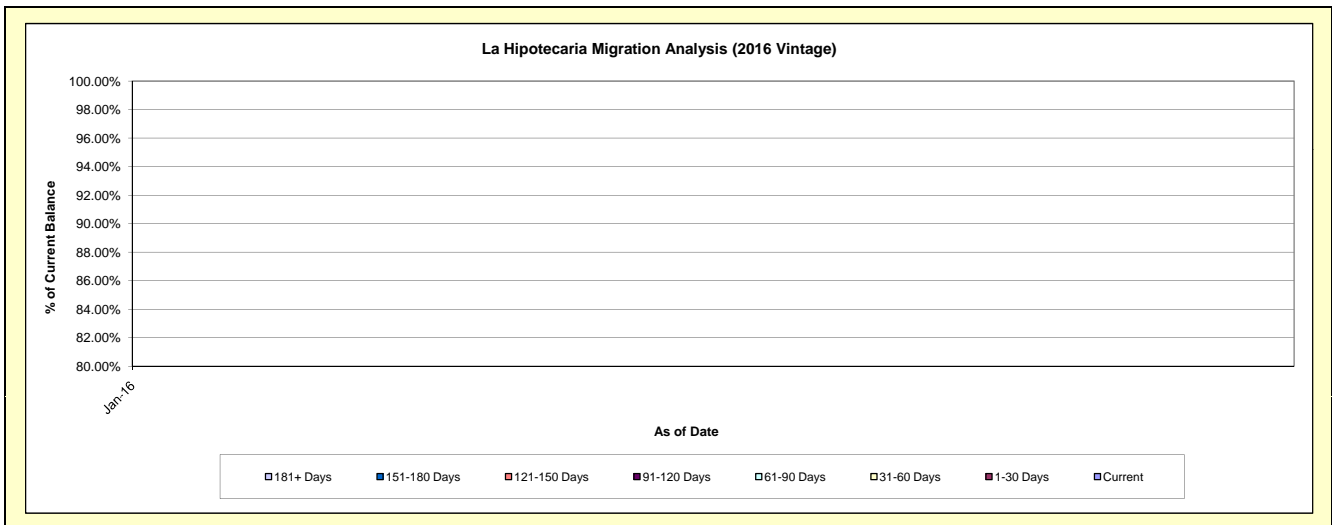 La Hipotecaria Migration Analysis (2016 Vintage)
100.00%
98.00%
96.00%
94.00%
92.00%
90.00%
88.00%
86.00%
84.00%
82.00%
80.00%
% of Current Balance
Jan-16
As of Date
181+ Days 151-180 Days 121-150 Days 91-120 Days 61-90 Days 31-60 Days 1-30 Days Current